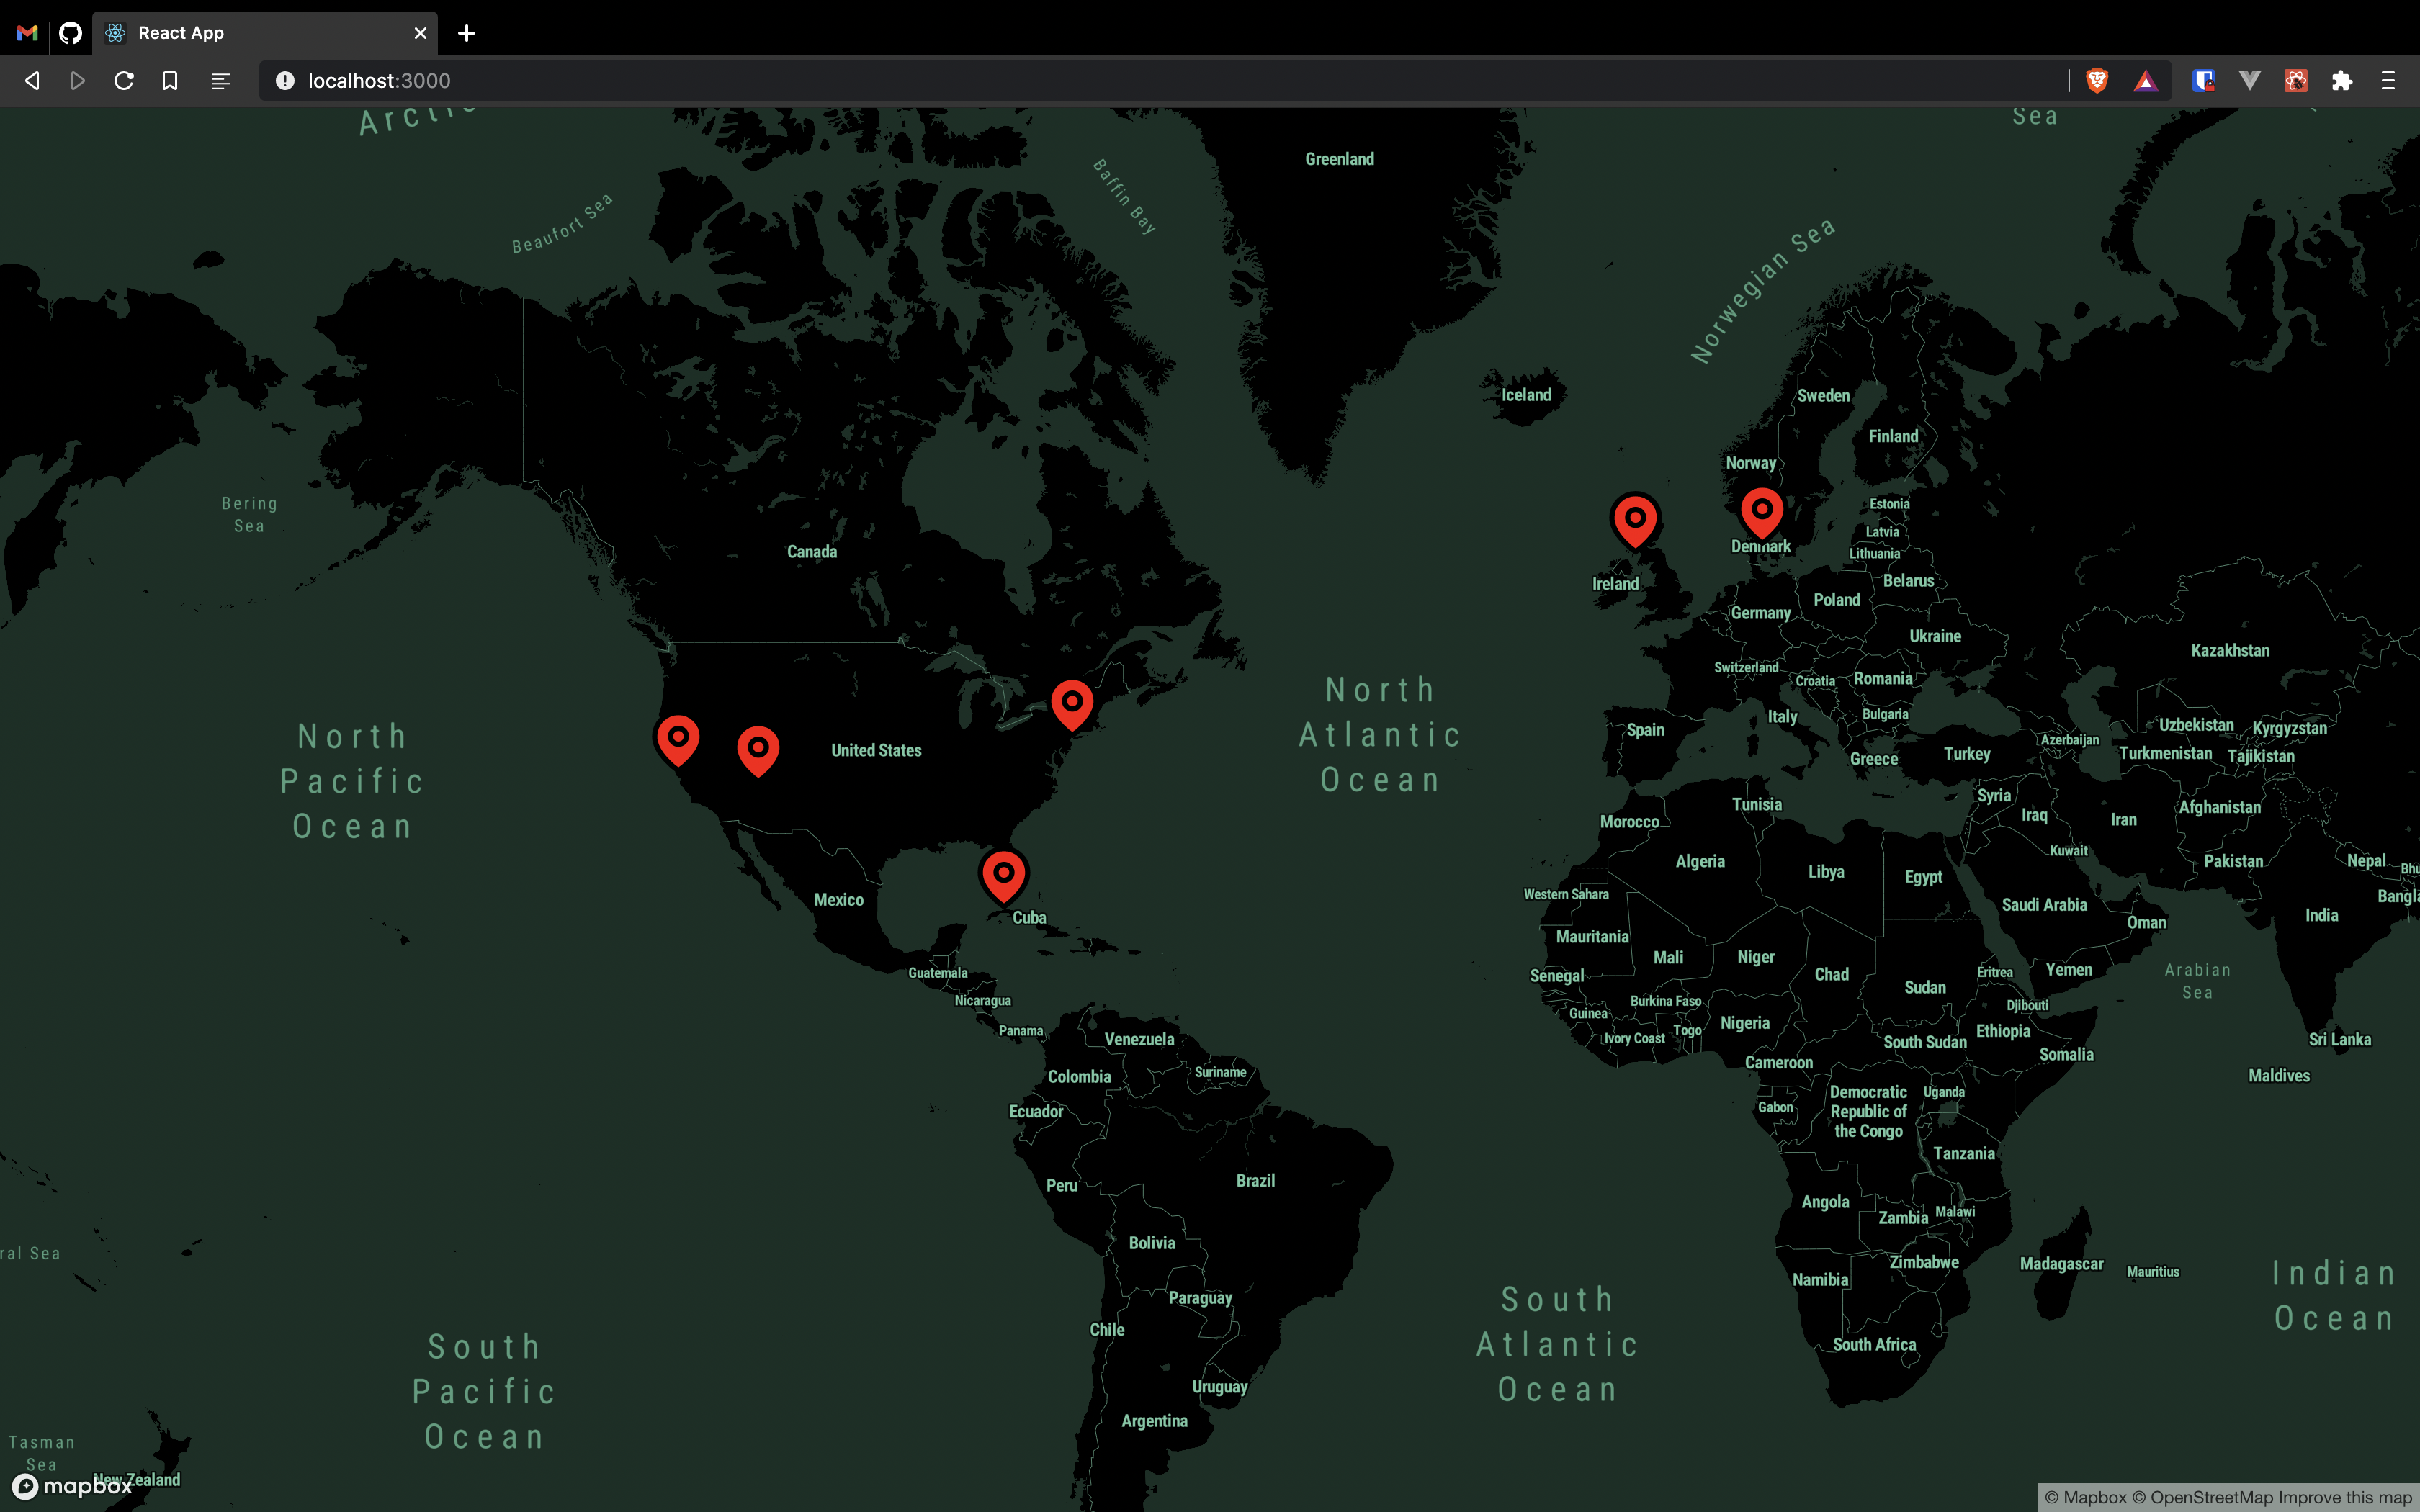 React App
localhost:3000
Arctic
Sea
Greenland
Baffin Bay
Beaufort Sea
Norwegian Sea
Iceland
Sweden
Finland
Norway
Bering
Sea
Estonia
Latvia
Denmark
Lithuania
Canada
Ireland
Belarus
Poland
Germany
Ukraine
Kazakhstan
Switzerland
Croatia
Romania
North
Atlantic
Ocean
Bulgaria
Italy
Spain
Uzbekistan
Kyrgyzstan
North
Pacific
Ocean
United States
Azerbaijan
Turkey
Greece
Turkmenistan
Tajikistan
Syria
Tunisia
Afghanistan
Morocco
Iraq
Iran
Kuwait
Algeria
Libya
Egypt
Pakistan
Nepal
Bhu
Western Sahara
Mexico
Saudi Arabia
Bangla
India
Cuba
Oman
Mauritania
Mali
Niger
Chad
Senegal
Eritrea
Yemen
Arabian
Sea
Guatemala
Sudan
Nicaragua
Burkina Faso
Djibouti
Guinea
Nigeria
Togo
Ivory Coast
Ethiopia
Panama
Venezuela
South Sudan
Sri Lanka
Somalia
Cameroon
Suriname
Colombia
Maldives
Democratic
Republic of
the Congo
Uganda
Gabon
Ecuador
Tanzania
Brazil
Peru
Angola
Malawi
Zambia
Bolivia
ral Sea
Zimbabwe
Madagascar
Mauritius
Indian
Ocean
Namibia
Paraguay
South
Atlantic
Ocean
Chile
South Africa
South
Pacific
Ocean
Uruguay
Argentina
Tasman
Sea
New Zealand
mapbox
© Mapbox © OpenStreetMap Improve this map